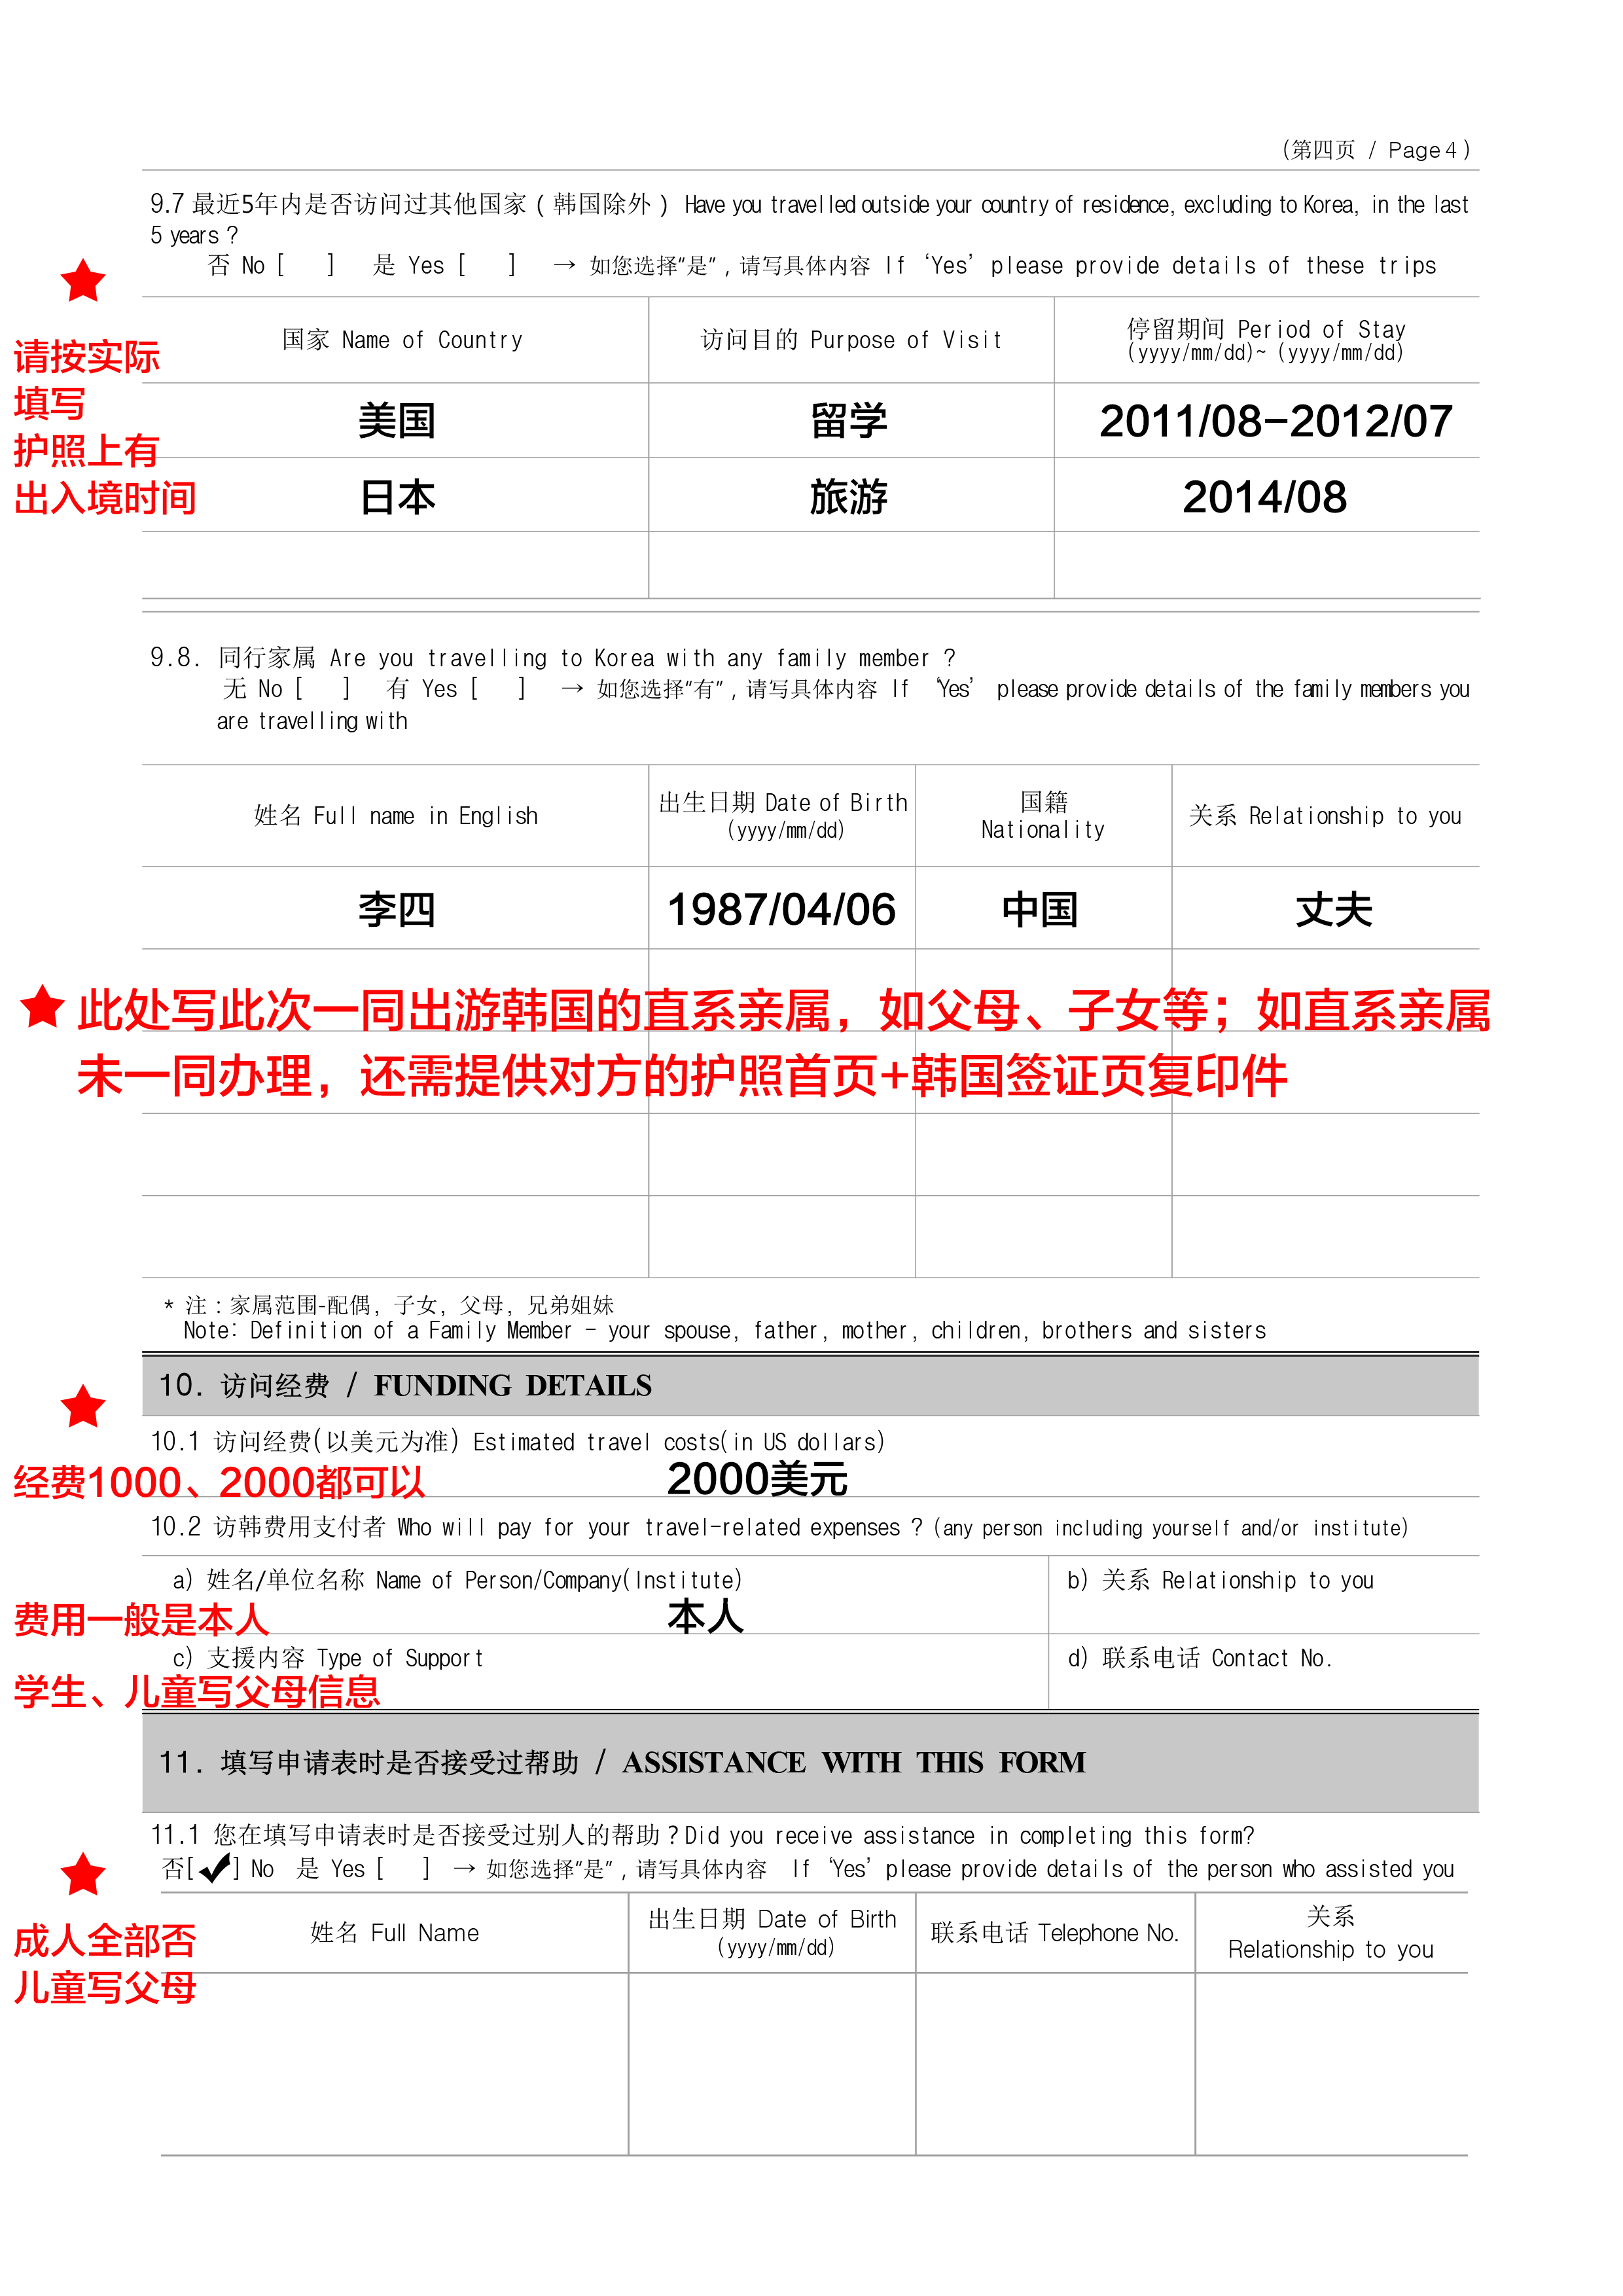 (第四页 / Page 4 )
9.7 最近5年内是否访问过其他国家（韩国除外） Have you travelled outside your country of residence, excluding to Korea, in the last
5 years ?
否 No [ ] 是 Yes [ ] → 如您选择“是”，请写具体内容 If ‘Yes’ please provide details of these trips
请按实际
填写
护照上有
出入境时间
国家 Name of Country 访问目的 Purpose of Visit 停留期间 Period of Stay
(yyyy/mm/dd)~ (yyyy/mm/dd)
美国 留学 2011/08-2012/07
日本 旅游 2014/08
9.8. 同行家属 Are you travelling to Korea with any family member ?
无 No [ ] 有 Yes [ ] → 如您选择“有”，请写具体内容 If ‘Yes’ please provide details of the family members you
are travelling with
姓名 Full name in English 出生日期 Date of Birth
(yyyy/mm/dd) 国籍
Nationality 关系 Relationship to you
李四 1987/04/06 中国 丈夫
此处写此次一同出游韩国的直系亲属，如父母、子女等；如直系亲属
未一同办理，还需提供对方的护照首页+韩国签证页复印件
* 注：家属范围-配偶，子女，父母，兄弟姐妹
Note: Definition of a Family Member - your spouse, father, mother, children, brothers and sisters
10. 访问经费 / FUNDING DETAILS
10.1 访问经费(以美元为准) Estimated travel costs(in US dollars)
经费1000、2000都可以 2000美元
10.2 访韩费用支付者 Who will pay for your travel-related expenses ? (any person including yourself and/or institute)
a) 姓名/单位名称 Name of Person/Company(Institute) b) 关系 Relationship to you
费用一般是本人 本人
c) 支援内容 Type of Support d) 联系电话 Contact No.
学生、儿童写父母信息
11. 填写申请表时是否接受过帮助 / ASSISTANCE WITH THIS FORM
11.1 您在填写申请表时是否接受过别人的帮助？Did you receive assistance in completing this form?
否[✔] No 是 Yes [ ] → 如您选择“是”，请写具体内容 If ‘Yes’ please provide details of the person who assisted you
成人全部否
儿童写父母
姓名 Full Name 出生日期 Date of Birth
(yyyy/mm/dd) 联系电话 Telephone No. 关系
Relationship to you